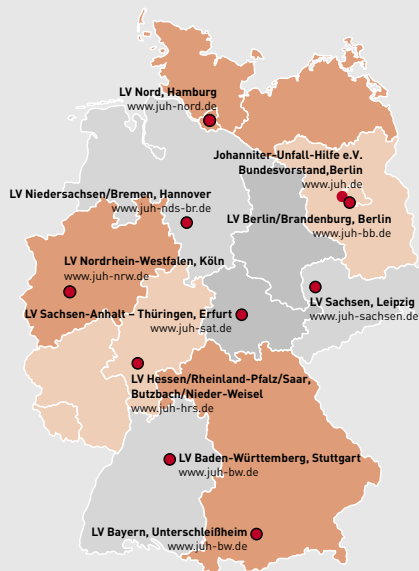 LV Nord, Hamburg
www.juh-nord.de
Johanniter-Unfall-Hilfe e.V.
Bundesvorstand,Berlin
www.juh.de
LV Niedersachsen/Bremen, Hannover
www.juh-nds-br.de
LV Berlin/Brandenburg, Berlin
www.juh-bb.de
LV Nordrhein-Westfalen, Köln
www.juh-nrw.de
LV Sachsen, Leipzig
www.juh-sachsen.de
LV Sachsen-Anhalt – Thüringen, Erfurt
www.juh-sat.de
LV Hessen/Rheinland-Pfalz/Saar,
Butzbach/Nieder-Weisel
www.juh-hrs.de
LV Baden-Württemberg, Stuttgart
www.juh-bw.de
LV Bayern, Unterschleißheim
www.juh-bw.de